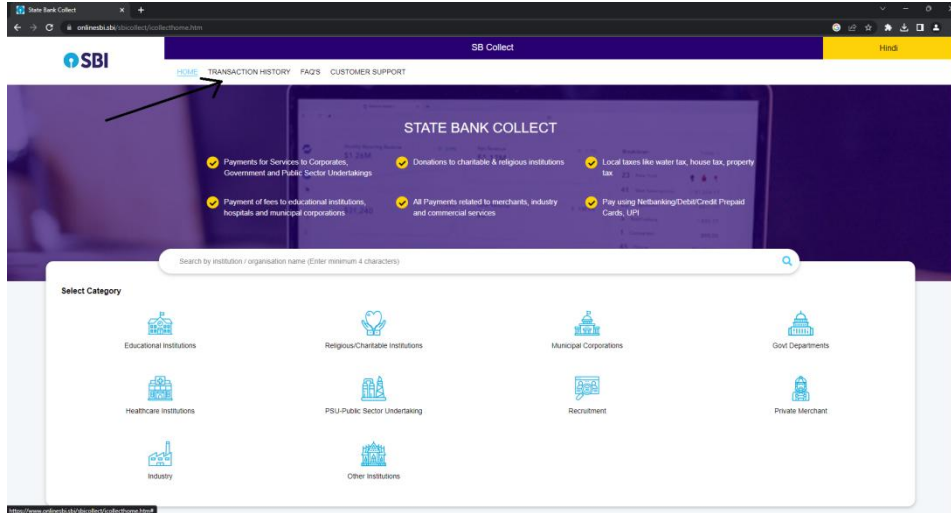 State Bank Collect
onlinesbi.sbi/sbicollect/icollecthome.htm
SBI
SB Collect
Hindi
HOME TRANSACTION HISTORY FAQ'S CUSTOMER SUPPORT
STATE BANK COLLECT
Payments for Services to Corporates,
Government and Public Sector Undertakings
Donations to charitable & religious institutions
Local taxes like water tax, house tax, property
tax
Payment of fees to educational institutions,
hospitals and municipal corporations
All Payments related to merchants, industry
and commercial services
Pay using Netbanking/Debit/Credit Prepaid
Cards, UPI
Search by institution / organisation name (Enter minimum 4 characters)
Select Category
Educational Institutions
Religious/Charitable Institutions
Municipal Corporations
Govt Departments
Healthcare Institutions
PSU-Public Sector Undertaking
Recruitment
Private Merchant
Industry
Other Institutions
https://www.onlinesbi.sbi/sbicollect/icollecthome.htm#